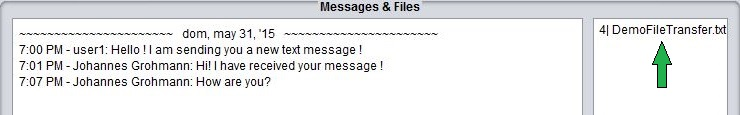 Messages & Files
~~~~~~~~~~~~~~~~~~~~~~ dom, may 31, '15 ~~~~~~~~~~~~~~~~~~~~~~
7:00 PM - user1: Hello ! I am sending you a new text message !
7:01 PM - Johannes Grohmann: Hi! I have received your message !
7:07 PM - Johannes Grohmann: How are you?
4| DemoFileTransfer.txt